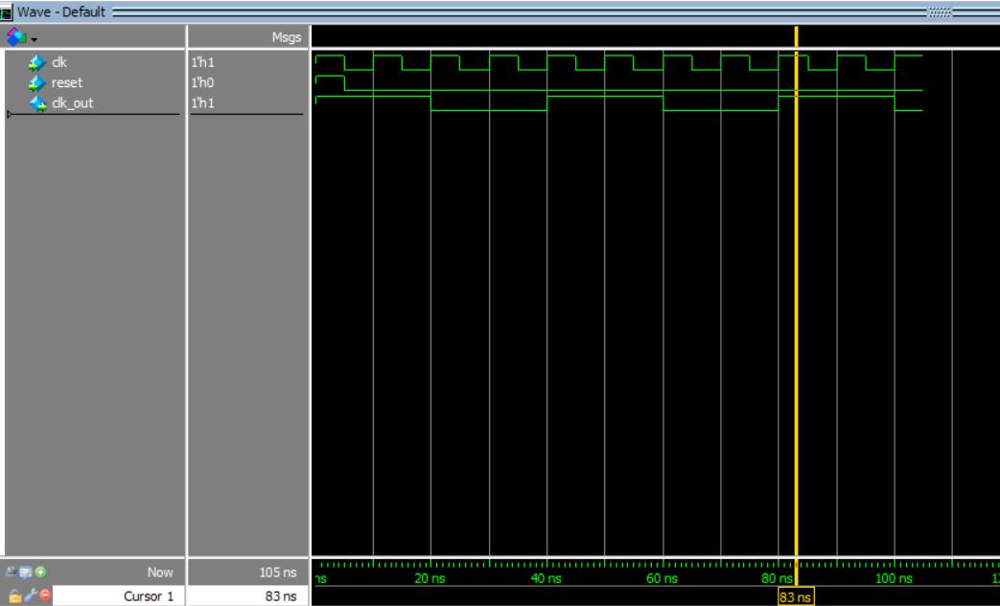 Wave - Default
Msgs
clk 1'h1
reset 1'h0
clk_out 1'h1
Now 105 ns ns 20 ns 40 ns 60 ns 80 ns 100 ns
Cursor 1 83 ns 83 ns